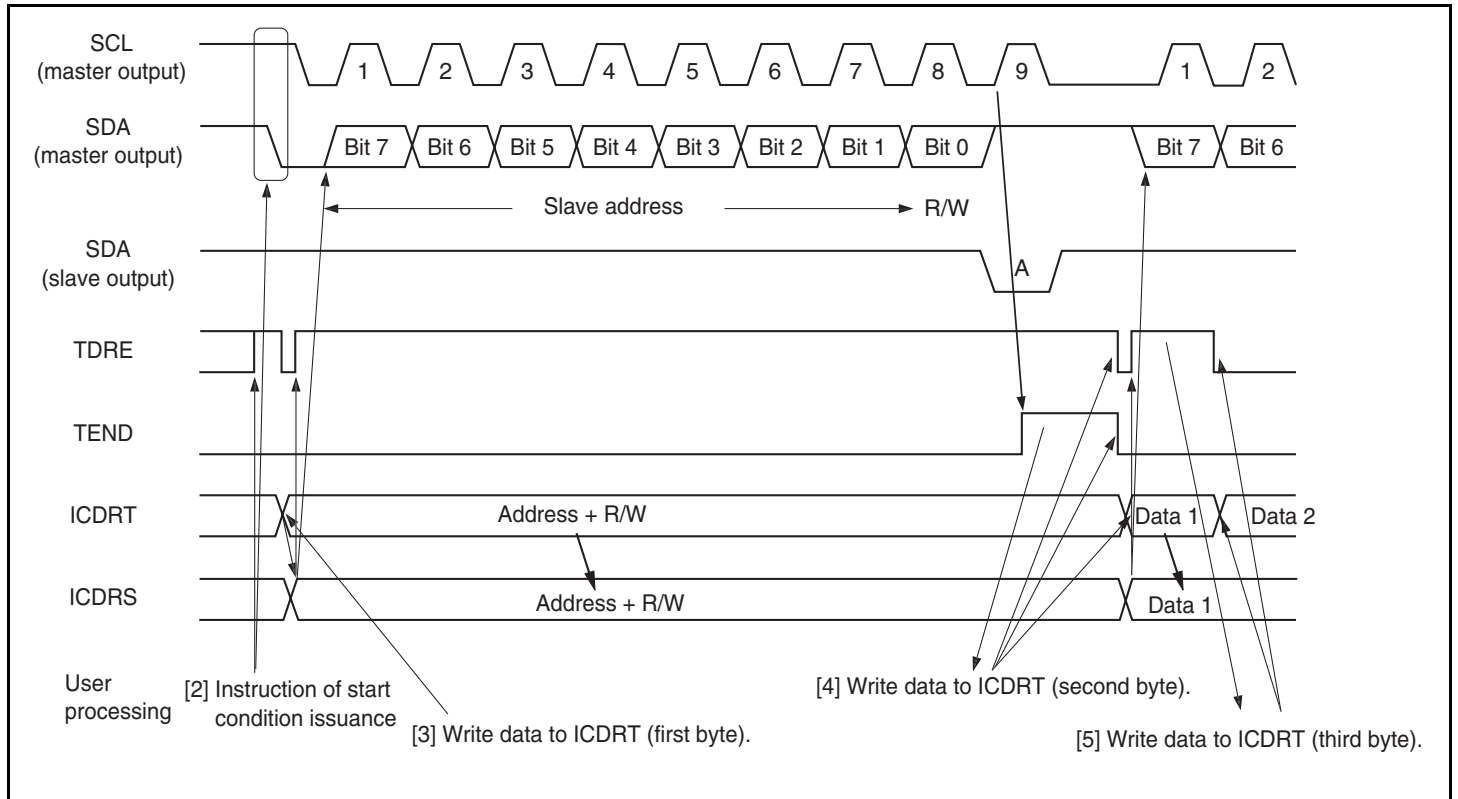 SCL
(master output)
1 2 3 4 5 6 7 8 9 1 2
SDA
(master output)
Bit 7 Bit 6 Bit 5 Bit 4 Bit 3 Bit 2 Bit 1 Bit 0 Bit 7 Bit 6
Slave address R/W
SDA
(slave output)
A
TDRE
TEND
ICDRT
Address + R/W Data 1 Data 2
ICDRS
Address + R/W Data 1
User
processing
[2] Instruction of start
condition issuance
[3] Write data to ICDRT (first byte).
[4] Write data to ICDRT (second byte).
[5] Write data to ICDRT (third byte).